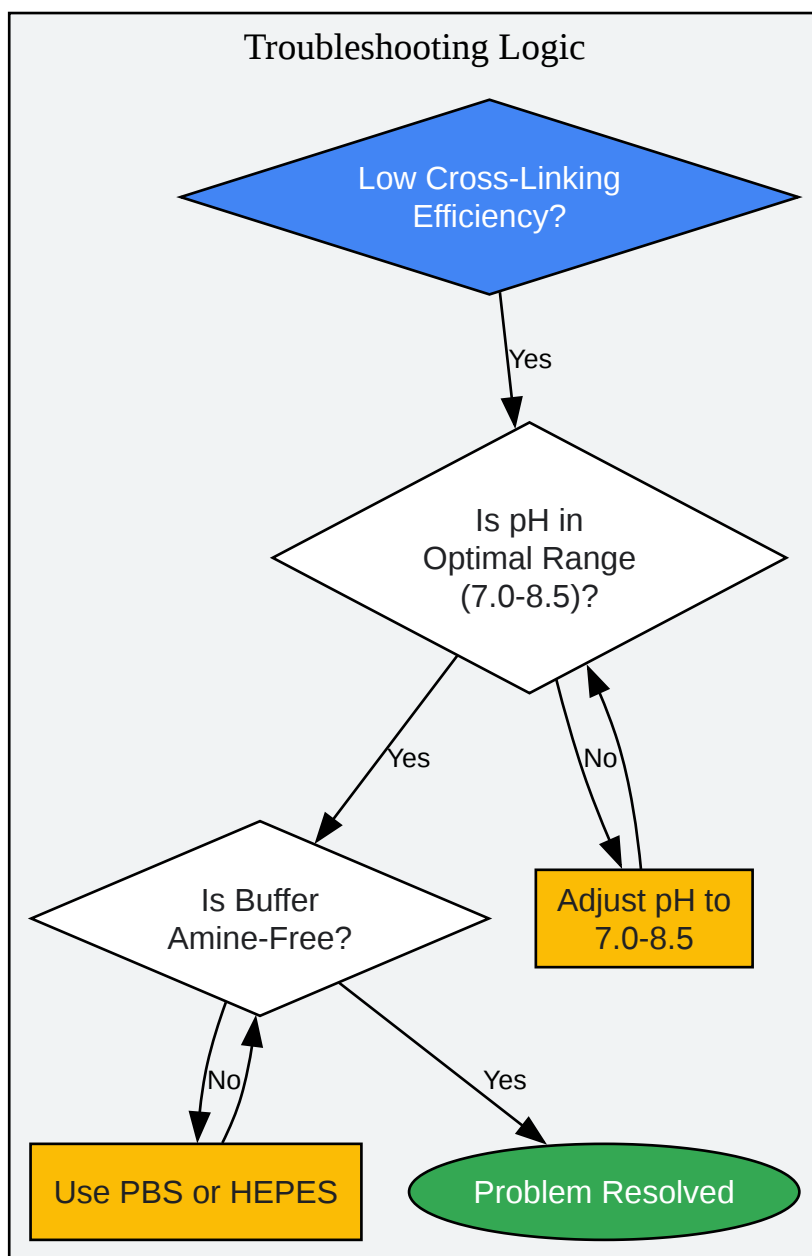 Troubleshooting Logic
Low Cross-Linking
Efficiency?
Yes
Is pH in
Optimal Range
(7.0-8.5)?
Yes
No
Is Buffer
Amine-Free?
Adjust pH to
7.0-8.5
No
Yes
Use PBS or HEPES
Problem Resolved